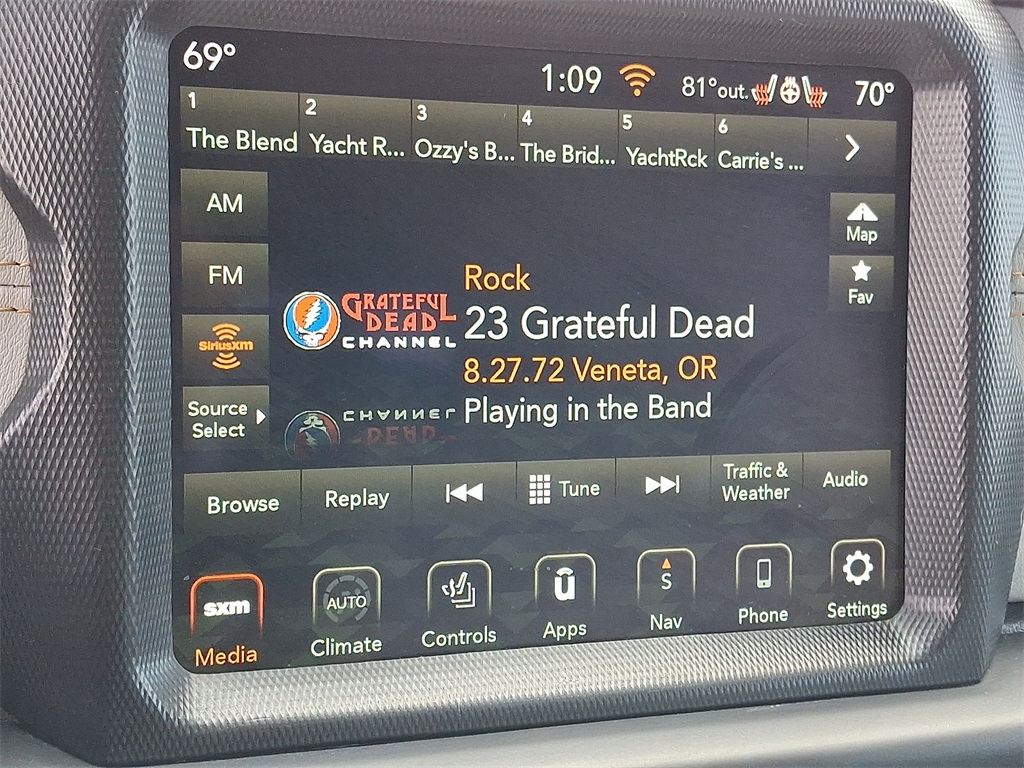 69°
1:09
81°out.
70°
1
The Blend
2
Yacht R...
3
Ozzy's B...
4
The Brid...
5
YachtRck
6
Carrie's ...
AM
FM
SiriusXM
Source
Select
Map
Fav
GRATEFUL
DEAD
CHANNEL
Rock
23 Grateful Dead
8.27.72 Veneta, OR
Playing in the Band
Browse
Replay
Tune
Traffic &
Weather
Audio
sxm
Media
AUTO
Climate
Controls
ū
Apps
S
Nav
Phone
Settings